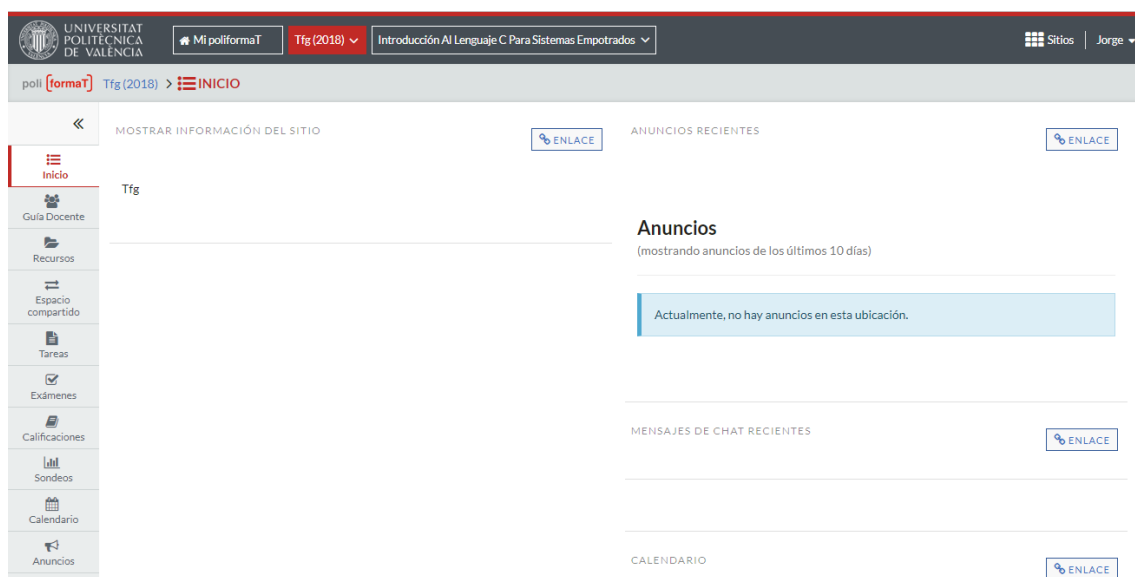 UNIVERSITAT
POLITÈCNICA
DE VALÈNCIA
Mi poliformaT
Tfg (2018)
Introducción Al Lenguaje C Para Sistemas Empotrados
Sitios
Jorge
poli [formaT]
Tfg (2018) > INICIO
MOSTRAR INFORMACIÓN DEL SITIO
ENLACE
Tfg
ANUNCIOS RECIENTES
ENLACE
Anuncios
(mostrando anuncios de los últimos 10 días)
Actualmente, no hay anuncios en esta ubicación.
MENSAJES DE CHAT RECIENTES
ENLACE
CALENDARIO
ENLACE
Inicio
Guía Docente
Recursos
Espacio
compartido
Tareas
Exámenes
Calificaciones
Sondeos
Calendario
Anuncios